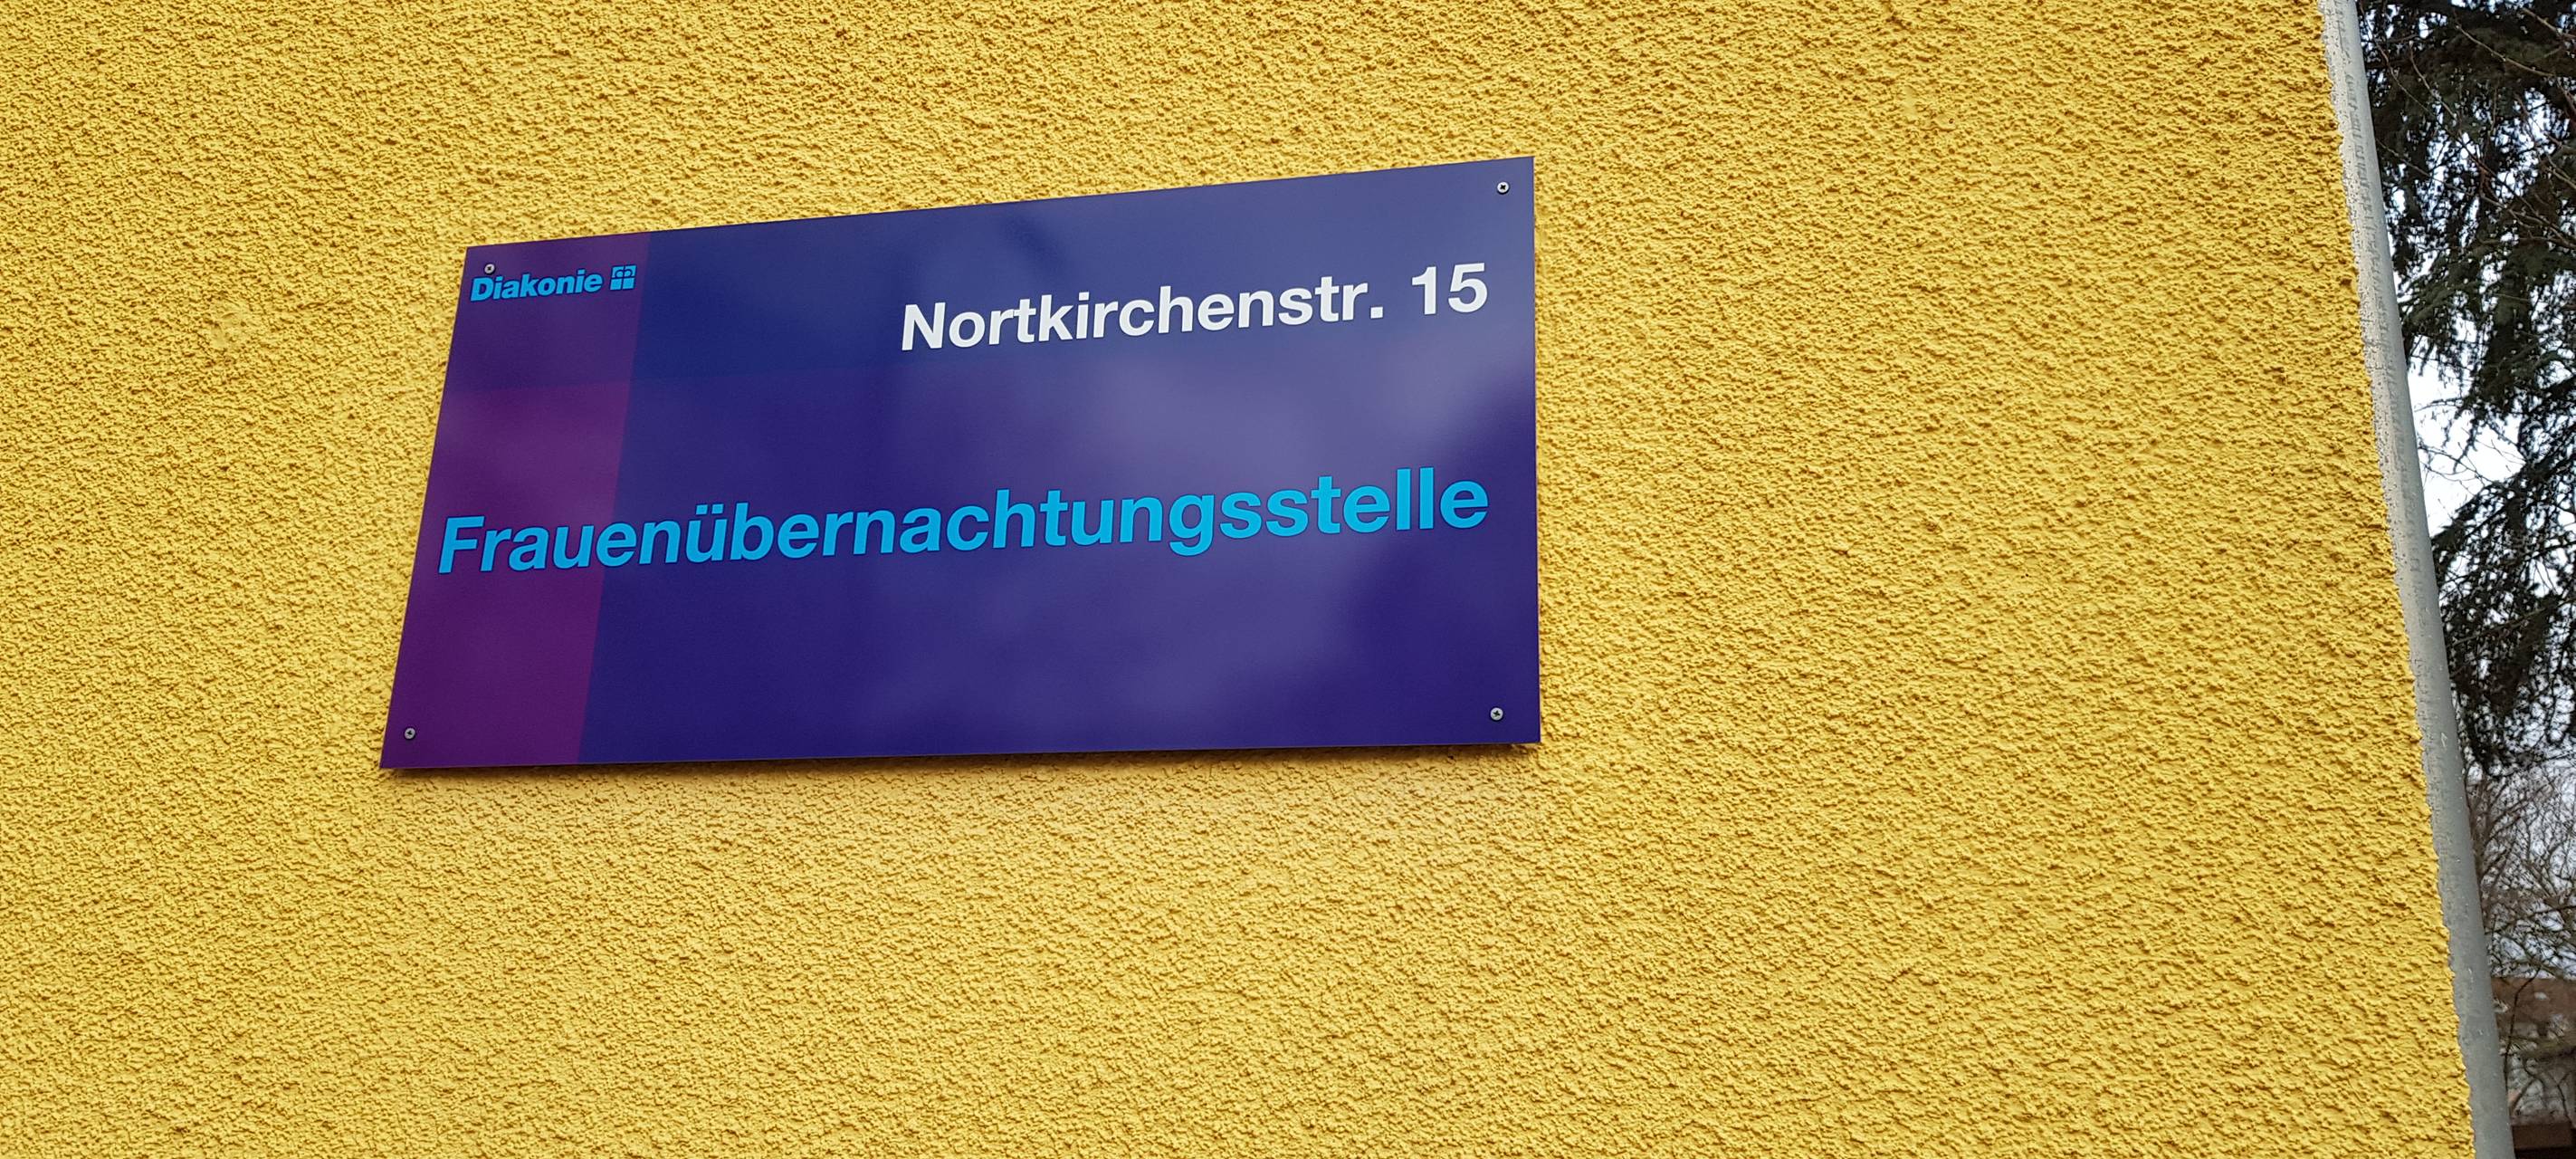 Diakonie
Nortkirchenstr. 15
Frauenübernachtungsstelle